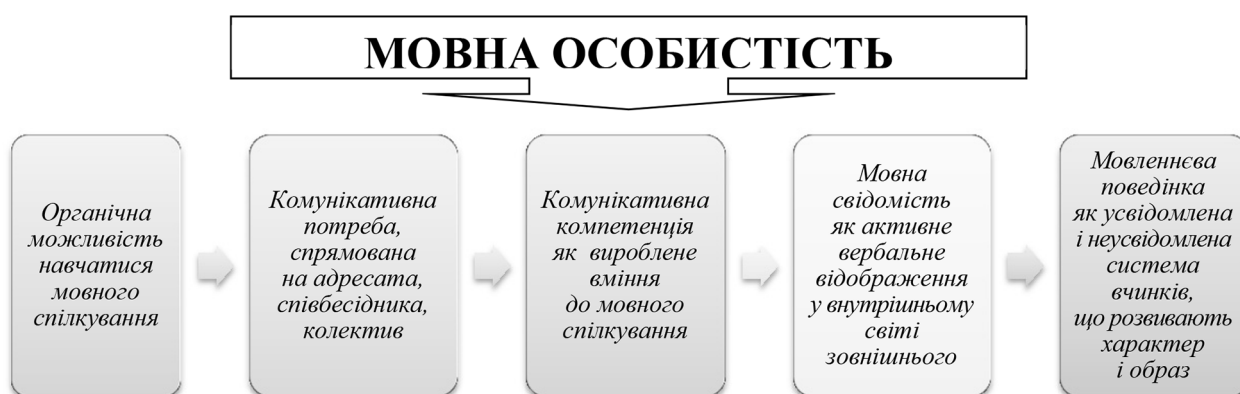 МОВНА ОСОБИСТІСТЬ
Органічна
можливість
навчатися
мовного
спілкування
Комунікативна
потреба,
спрямована
на адресата,
співбесідника,
колектив
Комунікативна
компетенція
як вироблене
вміння
до мовного
спілкування
Мовна
свідомість
як активне
вербальне
відображення
у внутрішньому
світі
зовнішнього
Мовленнєва
поведінка
як усвідомлена
і неусвідомлена
система
вчинків,
що розвивають
характер
і образ